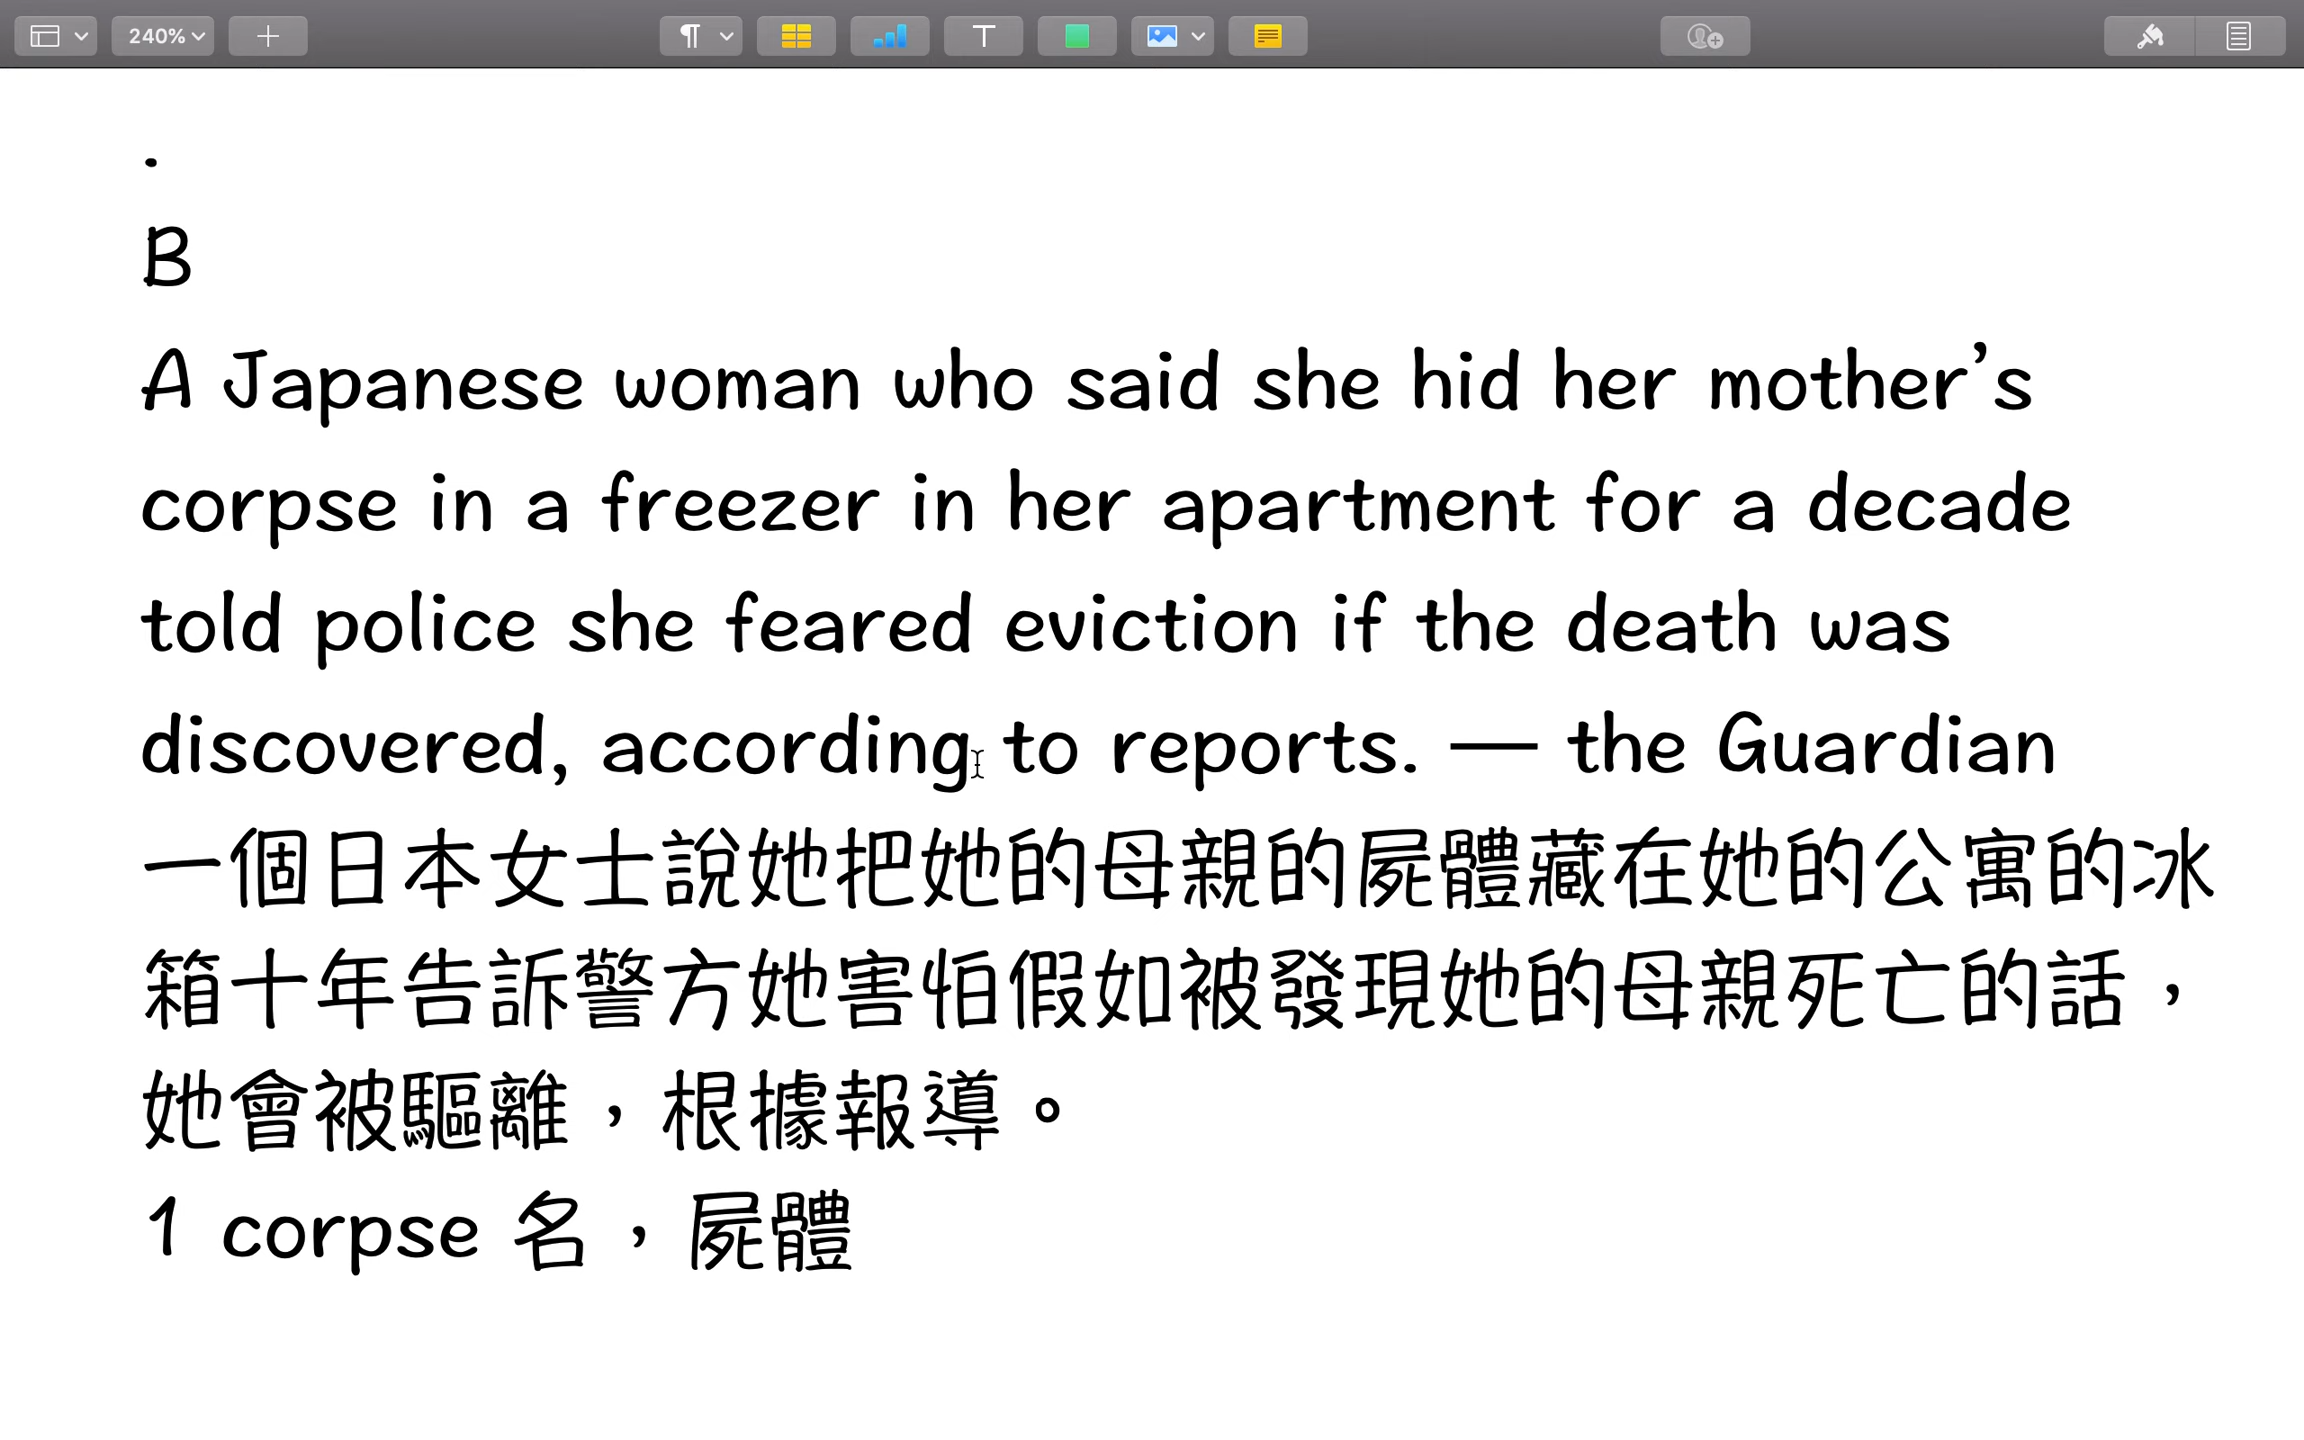 240%
.
B
A Japanese woman who said she hid her mother’s
corpse in a freezer in her apartment for a decade
told police she feared eviction if the death was
discovered, according to reports. — the Guardian
一個日本女士說她把她的母親的屍體藏在她的公寓的冰
箱十年告訴警方她害怕假如被發現她的母親死亡的話，
她會被驅離，根據報導。
1 corpse 名，屍體